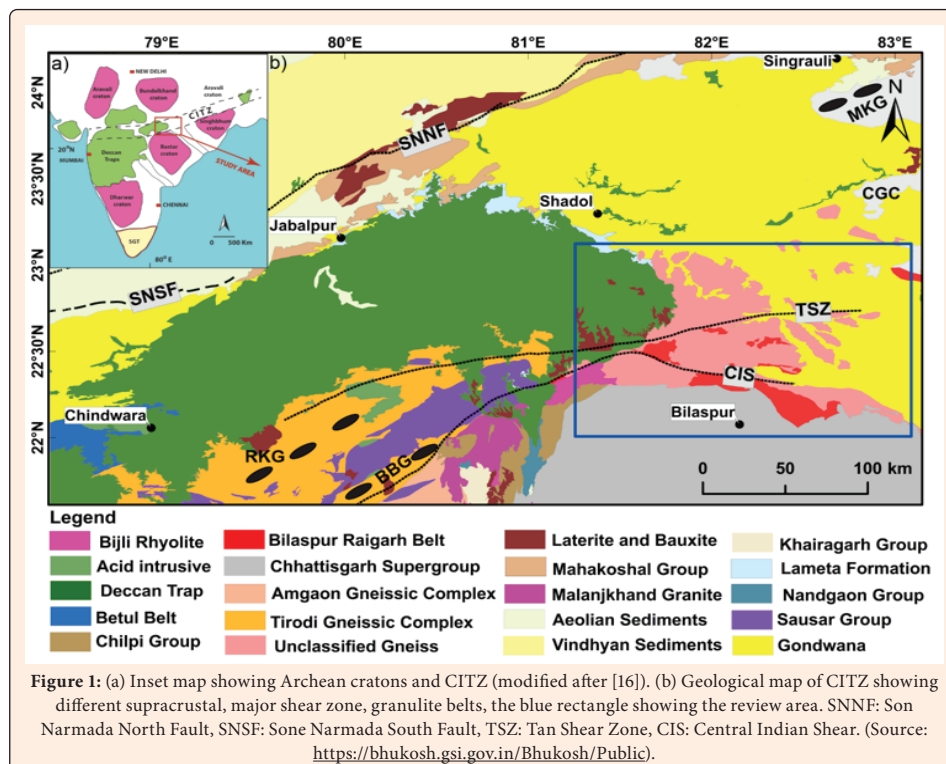 79°E 80°E 81°E 82°E 83°E
a)
NEW DELHI
Aravali craton
Bundelkhand craton
Aravali craton
CITZ
Singhbhum craton
20°N
MUMBAI
Deccan Traps
Bastar craton
STUDY AREA
Dharwar craton
CHENNAI
SGT
0 500 Km
80° E
b)
24°N
23°30'N
23°N
22°30'N
22°N
Singrauli
N
MKG
SNNF
CGC
Shadol
Jabalpur
SNSF
TSZ
CIS
Chindwara
Bilaspur
RKG
BBG
0 50 100 km
Legend
Bijli Rhyolite
Acid intrusive
Deccan Trap
Betul Belt
Chilpi Group
Bilaspur Raigarh Belt
Chhattisgarh Supergroup
Amgaon Gneissic Complex
Tirodi Gneissic Complex
Unclassified Gneiss
Laterite and Bauxite
Mahakoshal Group
Malanjkhand Granite
Aeolian Sediments
Vindhyan Sediments
Khairagarh Group
Lameta Formation
Nandgaon Group
Sausar Group
Gondwana
Figure 1: (a) Inset map showing Archean cratons and CITZ (modified after [16]). (b) Geological map of CITZ showing
different supracrustal, major shear zone, granulite belts, the blue rectangle showing the review area. SNNF: Son
Narmada North Fault, SNSF: Sone Narmada South Fault, TSZ: Tan Shear Zone, CIS: Central Indian Shear. (Source:
https://bhukosh.gsi.gov.in/Bhukosh/Public).